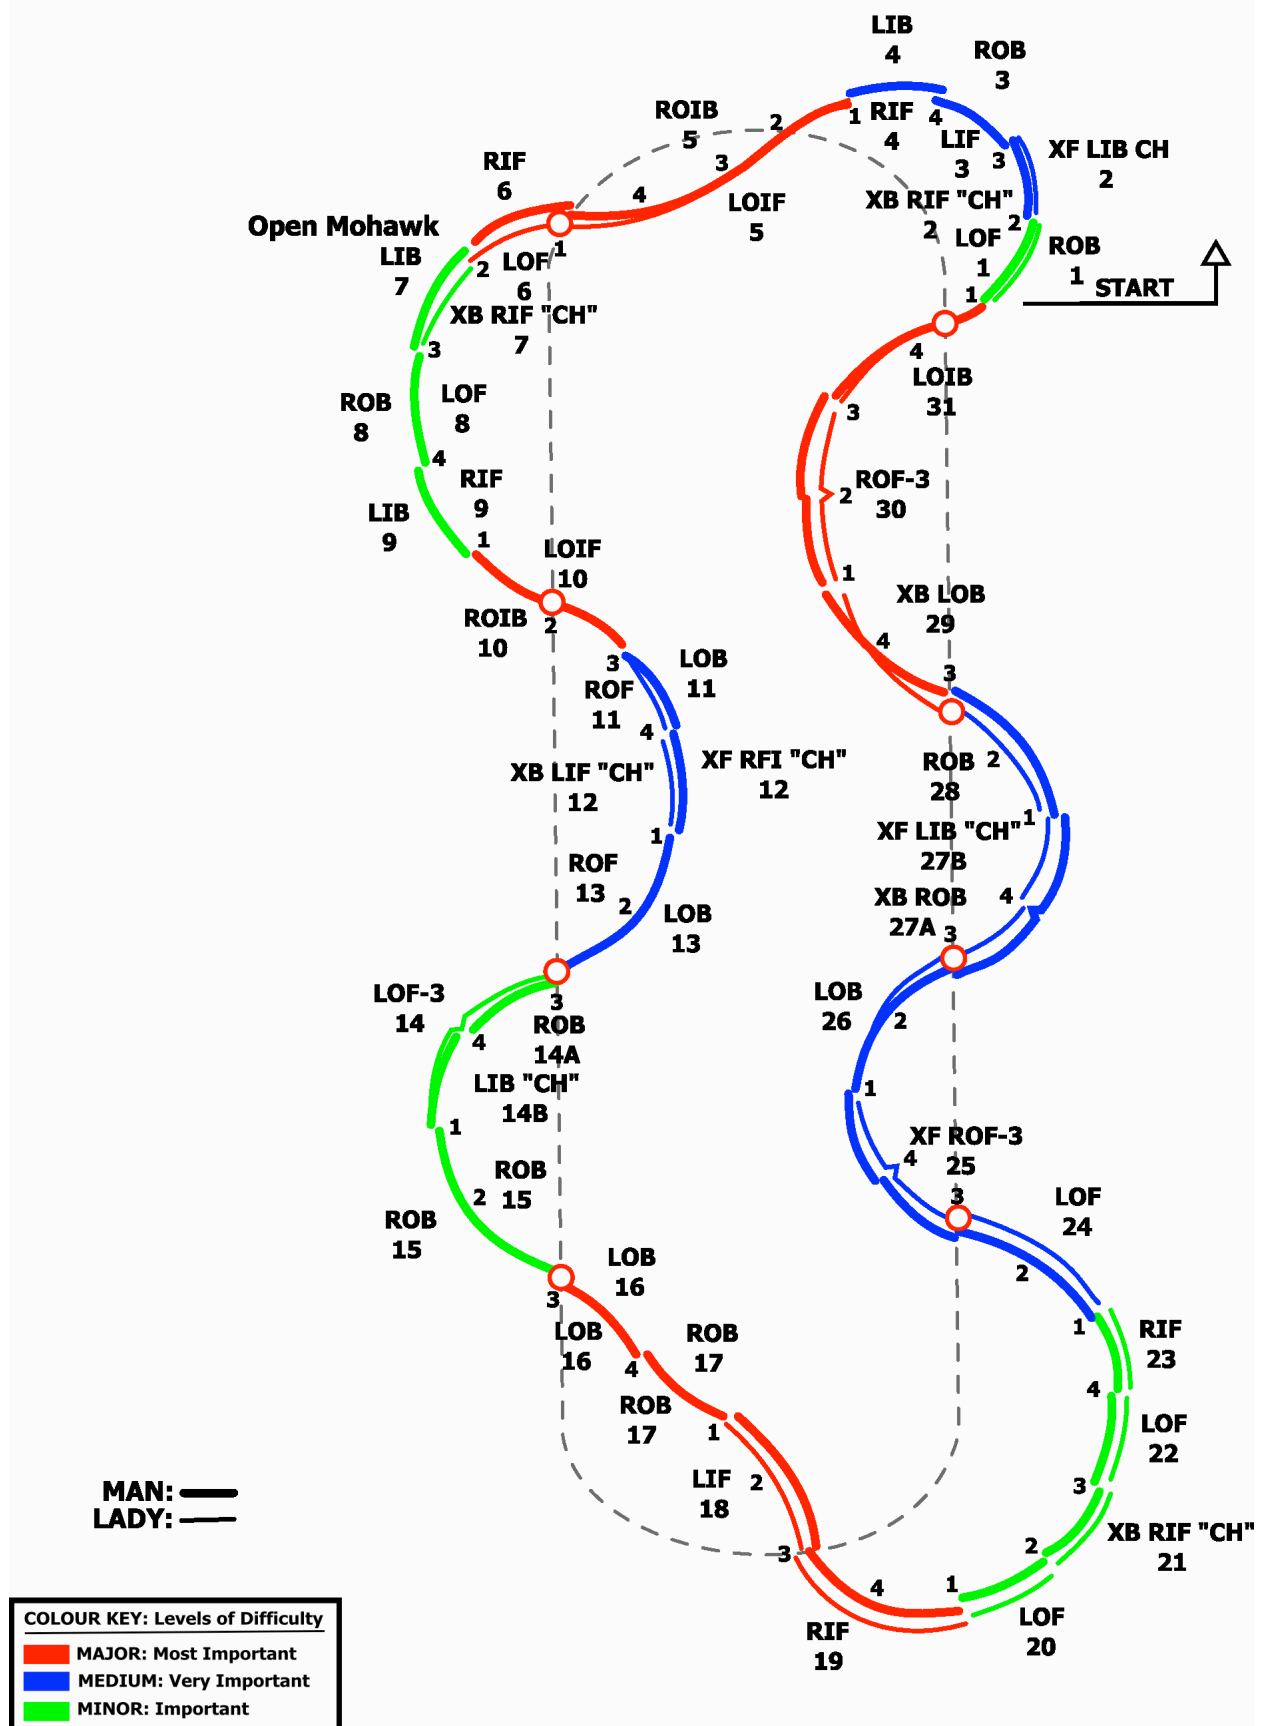 LIB
4
ROB
3
ROIB
5
2
1
RIF
4
4
LIF
3
3
XF LIB CH
2
RIF
6
3
4
LOIF
5
XB RIF "CH"
2
2
Open Mohawk
LOF
1
ROB
1
1
START
LIB
7
2
LOF
6
1
XB RIF "CH"
7
3
4
LOIB
31
ROB
8
LOF
8
3
4
RIF
9
LIB
9
2
ROF-3
30
1
LOIF
10
1
XB LOB
29
ROIB
10
2
4
3
3
LOB
11
ROF
11
4
XB LIF "CH"
12
XF RFI "CH"
12
ROB
28
2
1
XF LIB "CH"
27B
1
ROF
13
2
LOB
13
XB ROB
27A
4
3
LOF-3
14
3
4
ROB
14A
LOB
26
2
LIB "CH"
14B
1
1
XF ROF-3
25
4
ROB
15
2
ROB
15
3
LOF
24
LOB
16
2
3
LOB
16
4
ROB
17
1
RIF
23
ROB
17
1
4
LOF
22
LIF
18
2
3
MAN:
LADY:
XB RIF "CH"
21
3
2
4
1
LOF
20
RIF
19
COLOUR KEY: Levels of Difficulty
MAJOR: Most Important
MEDIUM: Very Important
MINOR: Important